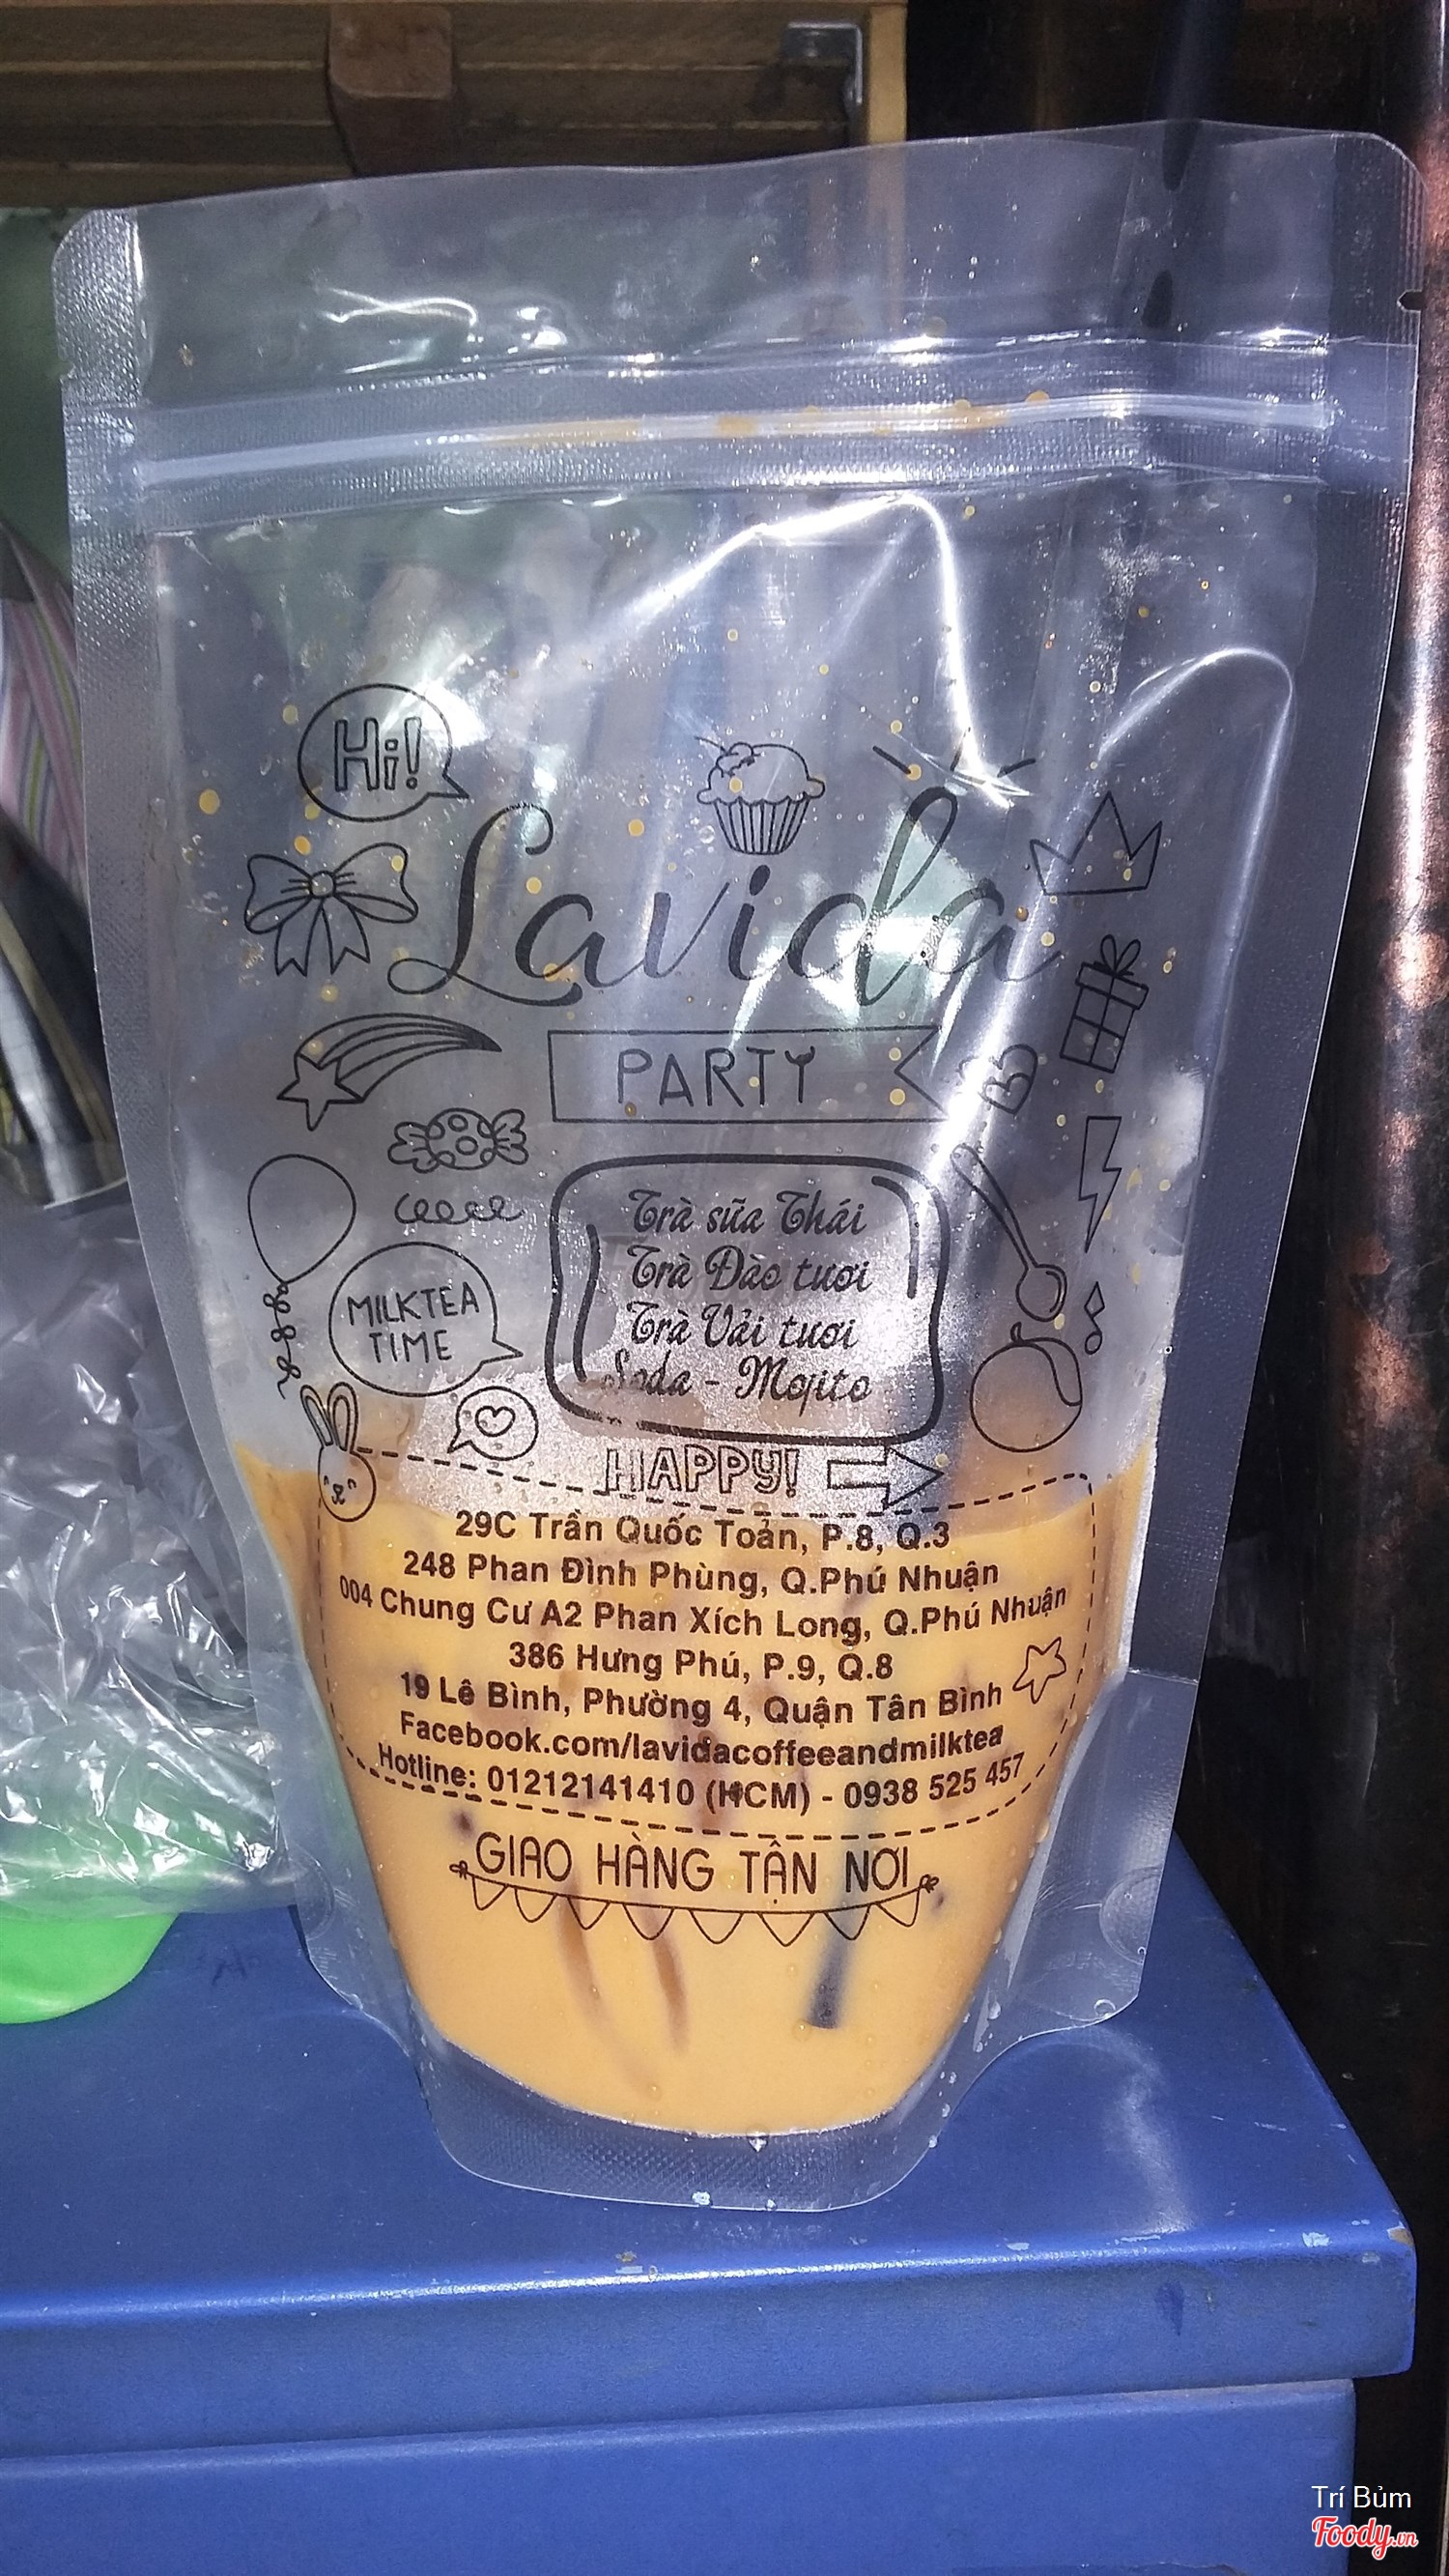 Hi!
Lavida
PARTY
Trà sữa Thái
Trà Đào tươi
Trà Vải tươi
Soda - Mojito
MILKTEA
TIME
HAPPY!
29C Trần Quốc Toản, P.8, Q.3
248 Phan Đình Phùng, Q.Phú Nhuận
004 Chung Cư A2 Phan Xích Long, Q.Phú Nhuận
386 Hưng Phú, P.9, Q.8
19 Lê Bình, Phường 4, Quận Tân Bình
Facebook.com/lavidacoffeeandmilktea
Hotline: 01212141410 (HCM) - 0938 525 457
GIAO HÀNG TẬN NƠI
Trí Bủm
Foody.vn